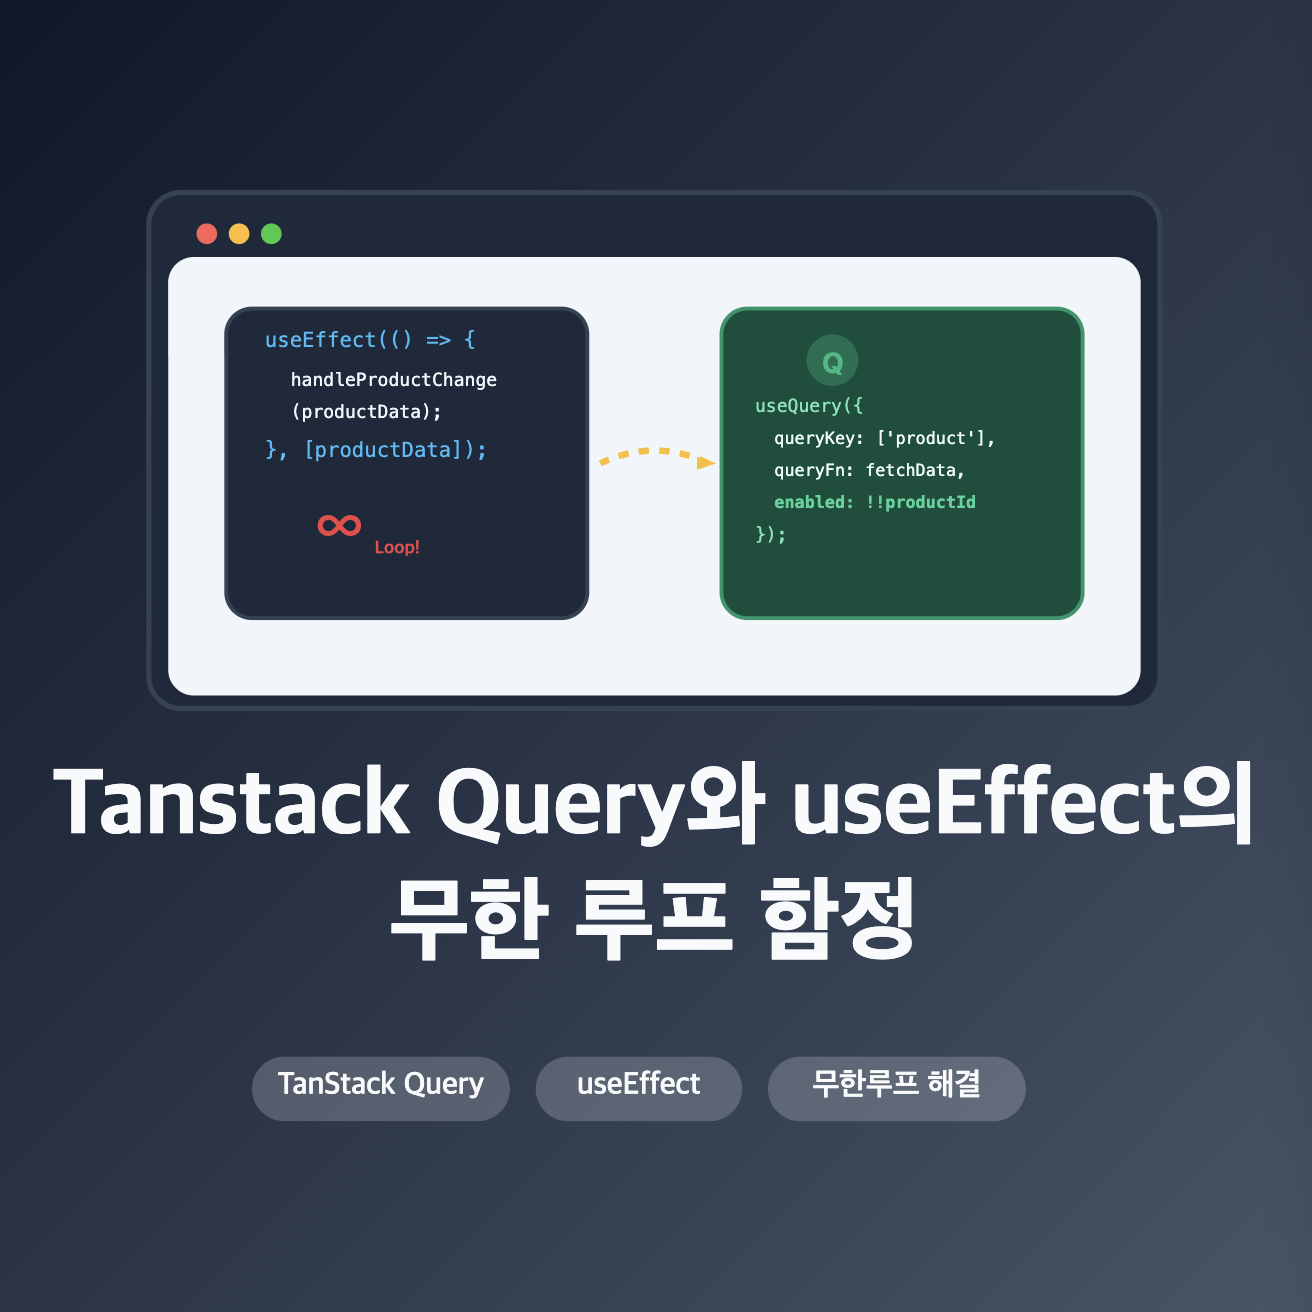 useEffect(() => {
handleProductChange
(productData);
}, [productData]);
∞
Loop!
Q
useQuery({
queryKey: ['product'],
queryFn: fetchData,
enabled: !!productId
});
Tanstack Query와 useEffect의
무한 루프 함정
TanStack Query
useEffect
무한루프 해결